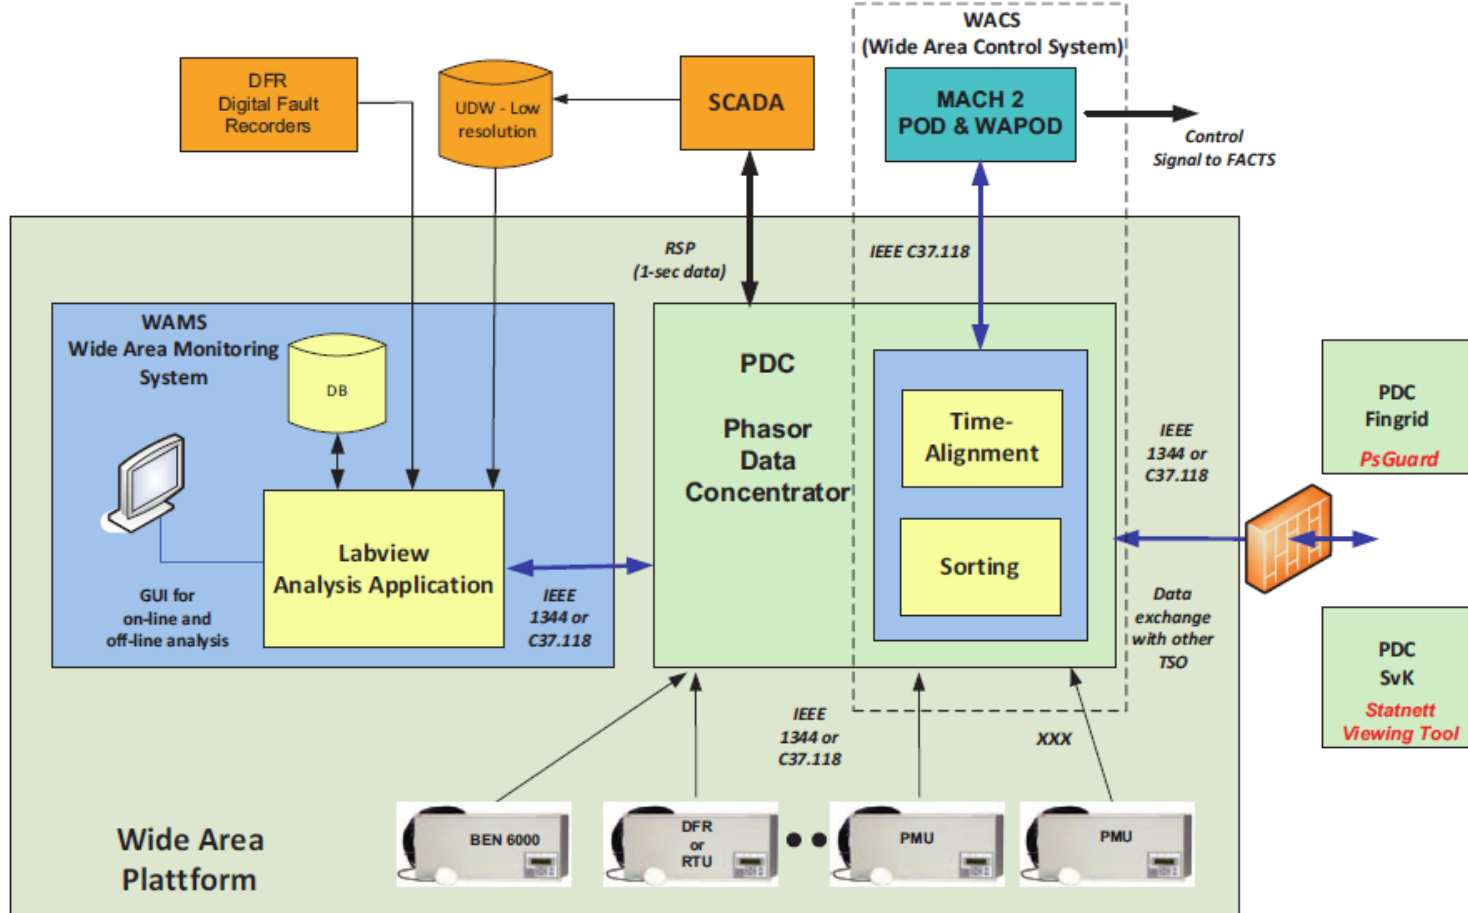 WACS
(Wide Area Control System)
DFR
Digital Fault
Recorders
UDW - Low
resolution
SCADA
MACH 2
POD & WAPOD
Control
Signal to FACTS
RSP
(1-sec data)
IEEE C37.118
WAMS
Wide Area Monitoring
System
DB
GUI for
on-line and
off-line analysis
Labview
Analysis Application
IEEE
1344 or
C37.118
PDC
Phasor
Data
Concentrator
Time-
Alignment
Sorting
IEEE
1344 or
C37.118
Data
exchange
with other
TSO
PDC
Fingrid
PsGuard
PDC
SvK
Statnett
Viewing Tool
IEEE
1344 or
C37.118
XXX
BEN 6000
DFR
or
RTU
PMU
PMU
Wide Area
Plattform